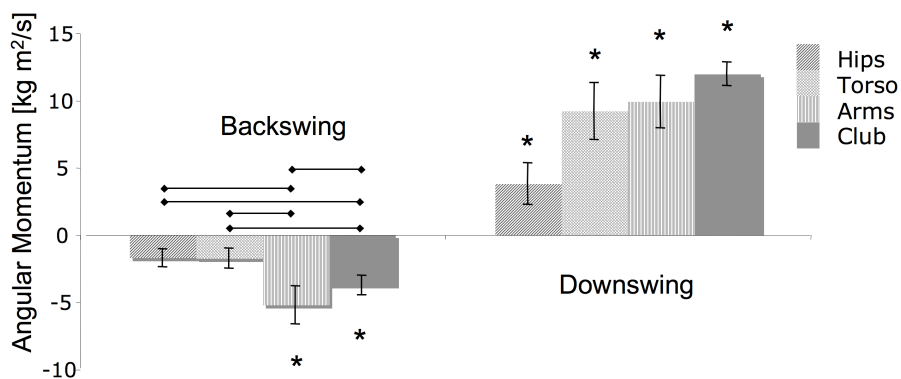 Angular Momentum [kg m²/s]
15
10
5
0
-5
-10
Backswing
* *
* * * *
Downswing
Hips
Torso
Arms
Club